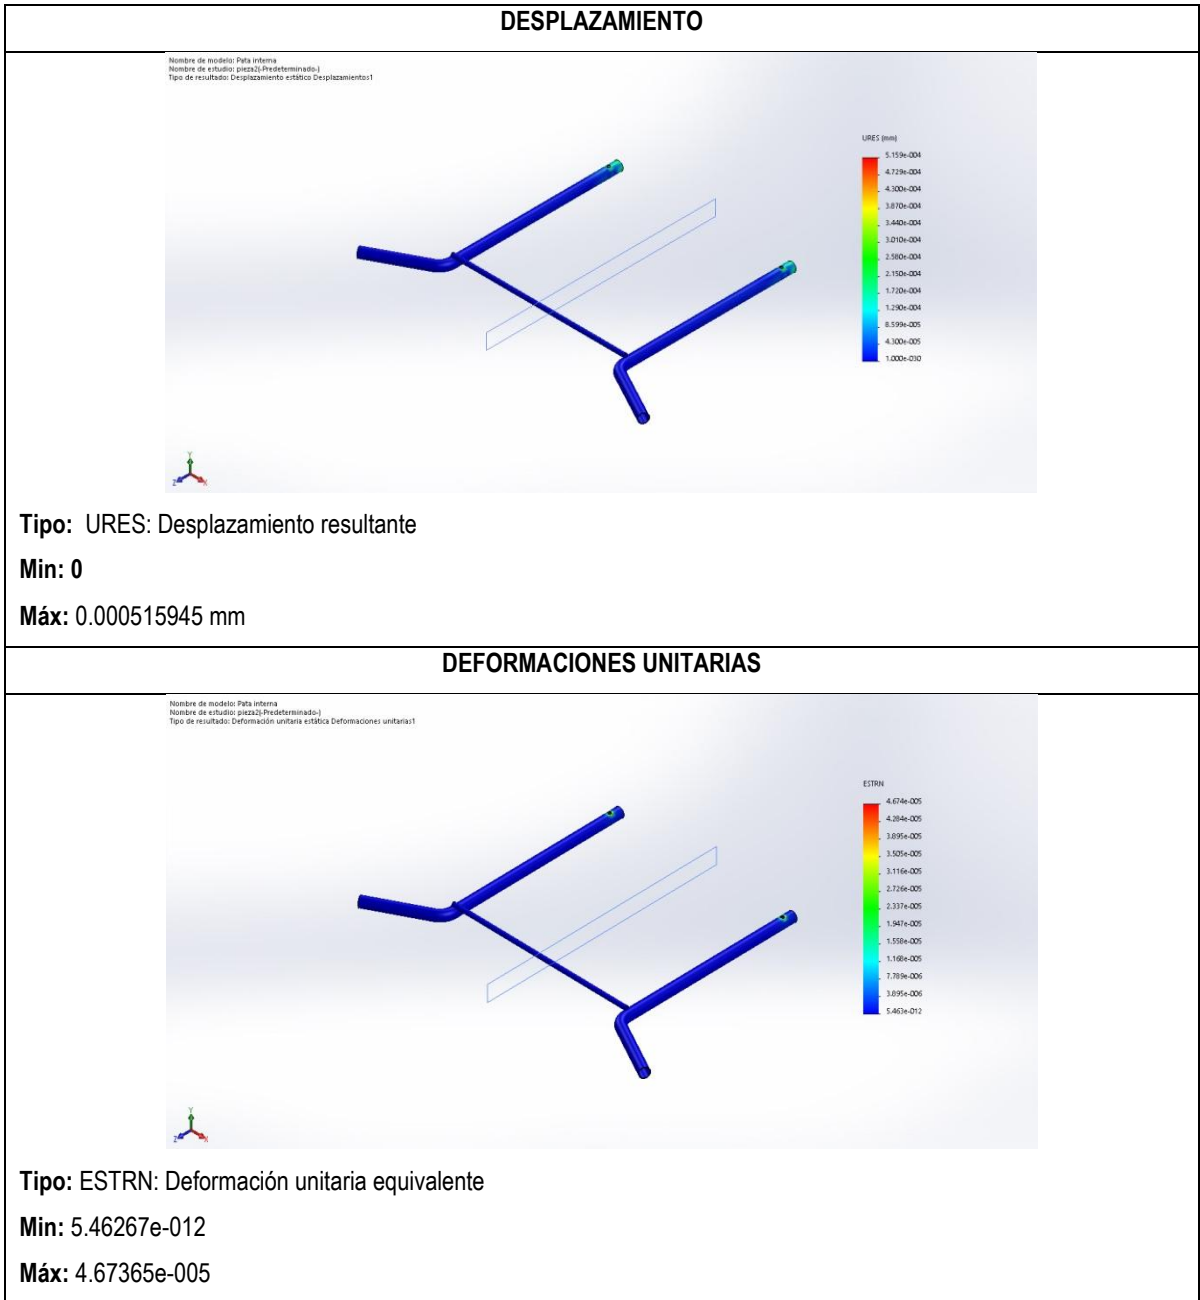 DESPLAZAMIENTO
Nombre de modelo: Pata interna
Nombre de estudio: pieza2(-Predeterminado-)
Tipo de resultado: Desplazamiento estático Desplazamientos1
URES (mm)
5.159e-004
4.729e-004
4.300e-004
3.870e-004
3.440e-004
3.010e-004
2.580e-004
2.150e-004
1.720e-004
1.290e-004
8.599e-005
4.300e-005
1.000e-030
Y
Z
X
Tipo: URES: Desplazamiento resultante
Min: 0
Máx: 0.000515945 mm
DEFORMACIONES UNITARIAS
Nombre de modelo: Pata interna
Nombre de estudio: pieza2(-Predeterminado-)
Tipo de resultado: Deformación unitaria estática Deformaciones unitarias1
ESTRN
4.674e-005
4.284e-005
3.895e-005
3.505e-005
3.116e-005
2.726e-005
2.337e-005
1.947e-005
1.558e-005
1.168e-005
7.789e-006
3.895e-006
5.463e-012
Y
Z
X
Tipo: ESTRN: Deformación unitaria equivalente
Min: 5.46267e-012
Máx: 4.67365e-005